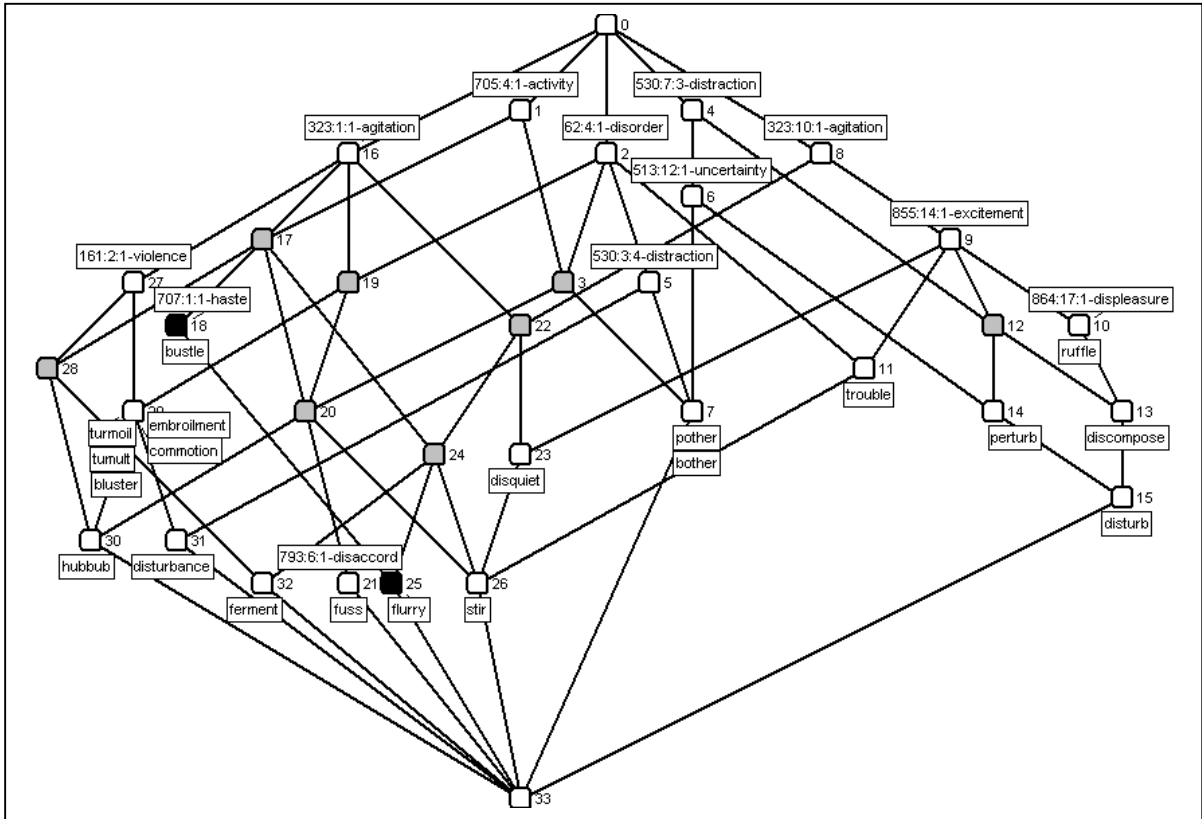 0
705:4:1-activity
530:7:3-distraction
1
4
323:1:1-agitation
62:4:1-disorder
323:10:1-agitation
16
2
8
513:12:1-uncertainty
6
855:14:1-excitement
17
9
161:2:1-violence
530:3:4-distraction
27
19
3
5
707:1:1-haste
864:17:1-displeasure
18
22
12
10
bustle
ruffle
28
11
trouble
20
7
14
13
turmoil
embroilment
pother
perturb
discompose
tumult
commotion
24
23
bother
bluster
disquiet
15
disturb
30
31
793:6:1-disaccord
hubbub
disturbance
32
21
25
26
ferment
fuss
flurry
stir
33